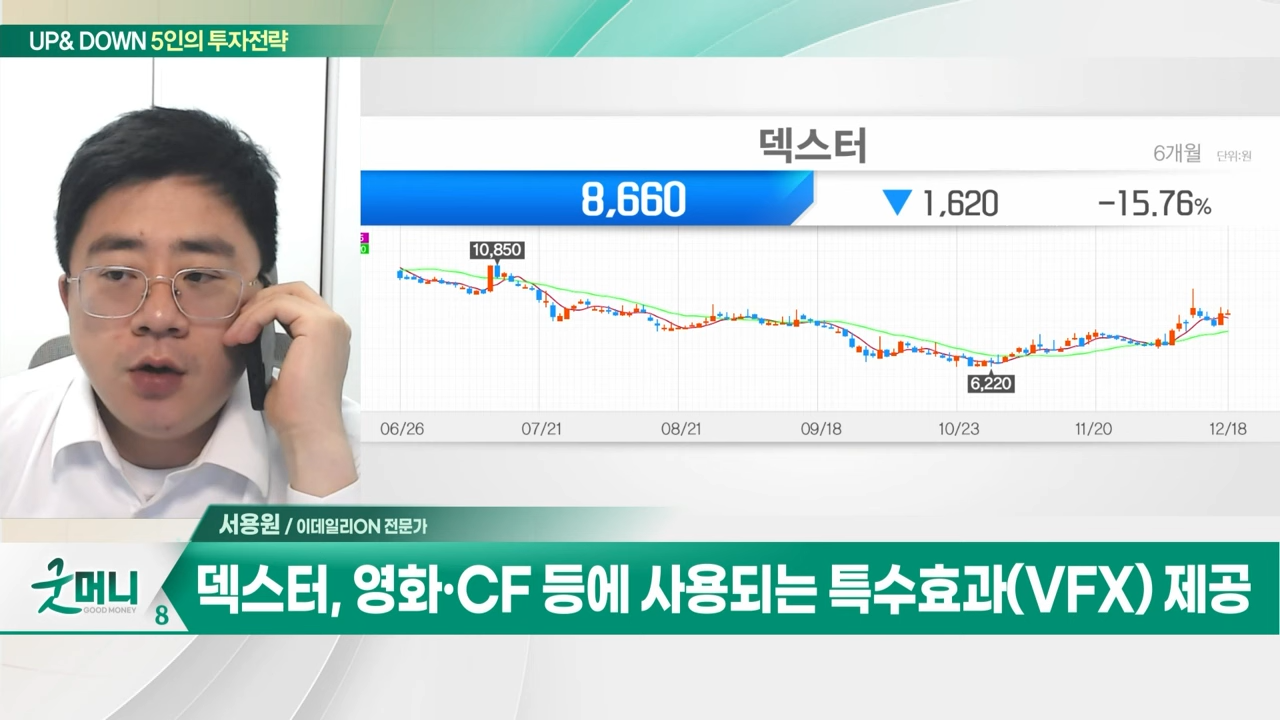 UP& DOWN 5인의 투자전략
덱스터
6개월 단위:원
8,660 ▼ 1,620 -15.76%
10,850
6,220
06/26 07/21 08/21 09/18 10/23 11/20 12/18
서용원 / 이데일리ON 전문가
굿머니
GOOD MONEY
8
덱스터, 영화·CF 등에 사용되는 특수효과(VFX) 제공